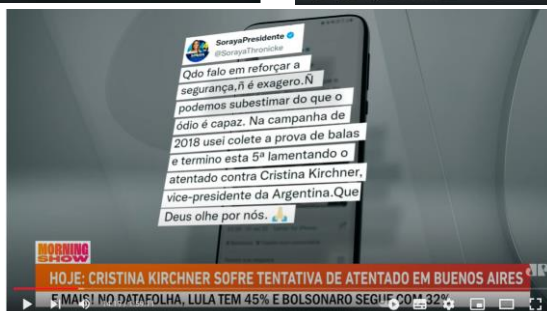 SorayaPresidente
@SorayaThronicke
Qdo falo em reforçar a
segurança,ñ é exagero.Ñ
podemos subestimar do que o
ódio é capaz. Na campanha de
2018 usei colete a prova de balas
e termino esta 5ª lamentando o
atentado contra Cristina Kirchner,
vice-presidente da Argentina.Que
Deus olhe por nós. 🙏
MORNING
SHOW
HOJE: CRISTINA KIRCHNER SOFRE TENTATIVA DE ATENTADO EM BUENOS AIRES
E MAIS! NO DATAFOLHA, LULA TEM 45% E BOLSONARO SEGUE COM 32%